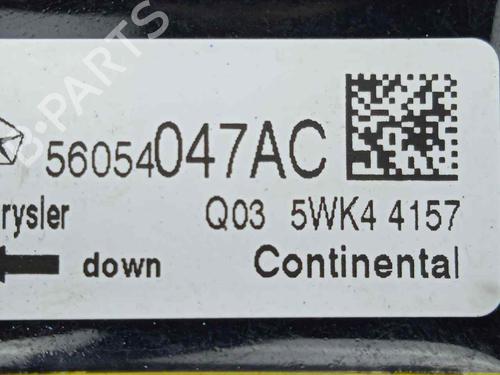 B-PARTS
56054047AC
rysler Q03 5WK4 4157
down Continental